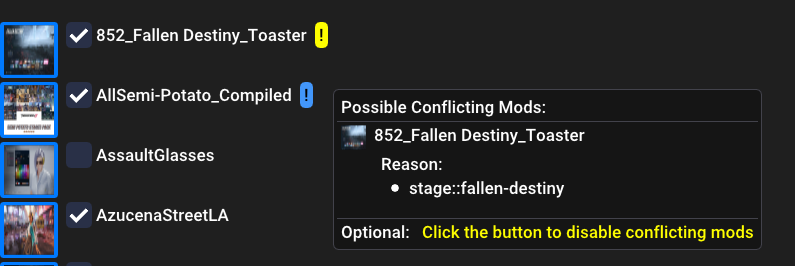 852_Fallen Destiny_Toaster !
AllSemi-Potato_Compiled !
Possible Conflicting Mods:
852_Fallen Destiny_Toaster
Reason:
• stage::fallen-destiny
AssaultGlasses
AzucenaStreetLA
Optional: Click the button to disable conflicting mods